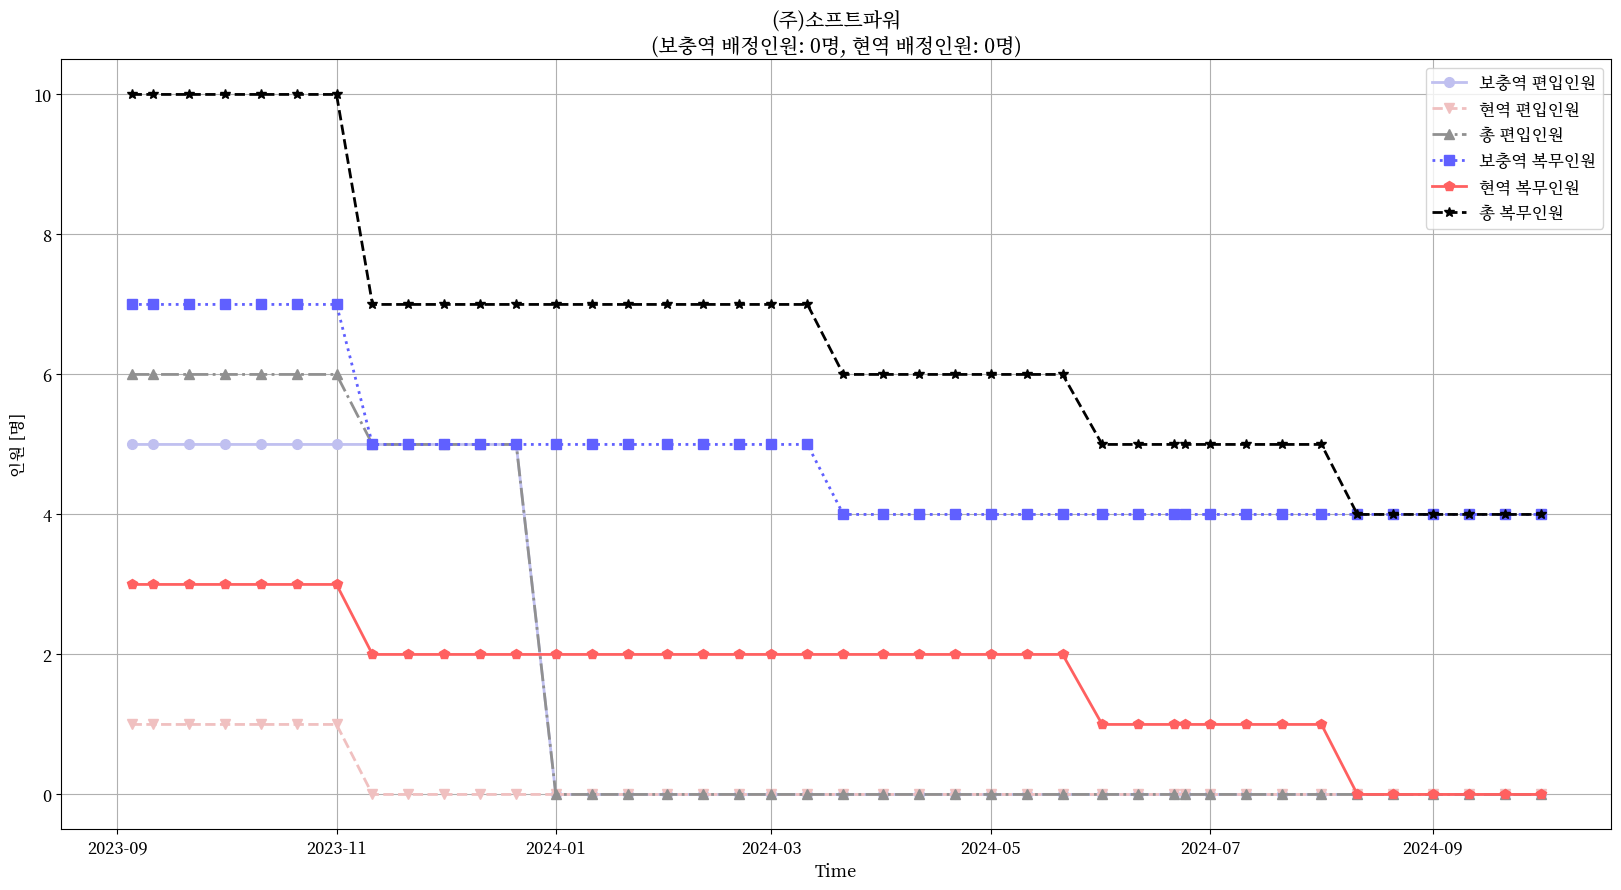 (주)소프트파워
(보충역 배정인원: 0명, 현역 배정인원: 0명)
보충역 편입인원
현역 편입인원
총 편입인원
보충역 복무인원
현역 복무인원
총 복무인원
10
8
6
4
2
0
인원 [명]
2023-09
2023-11
2024-01
2024-03
2024-05
2024-07
2024-09
Time